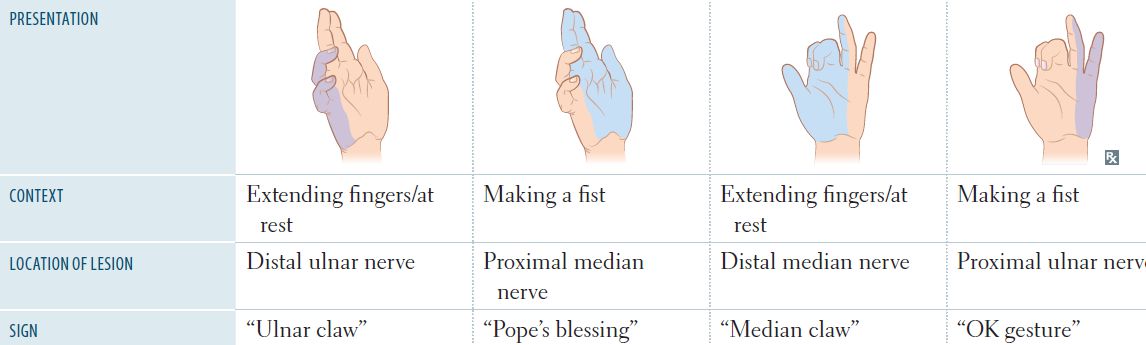 PRESENTATION
Rx
CONTEXT
Extending fingers/at rest
Making a fist
Extending fingers/at rest
Making a fist
LOCATION OF LESION
Distal ulnar nerve
Proximal median nerve
Distal median nerve
Proximal ulnar nerv
SIGN
“Ulnar claw”
“Pope’s blessing”
“Median claw”
“OK gesture”